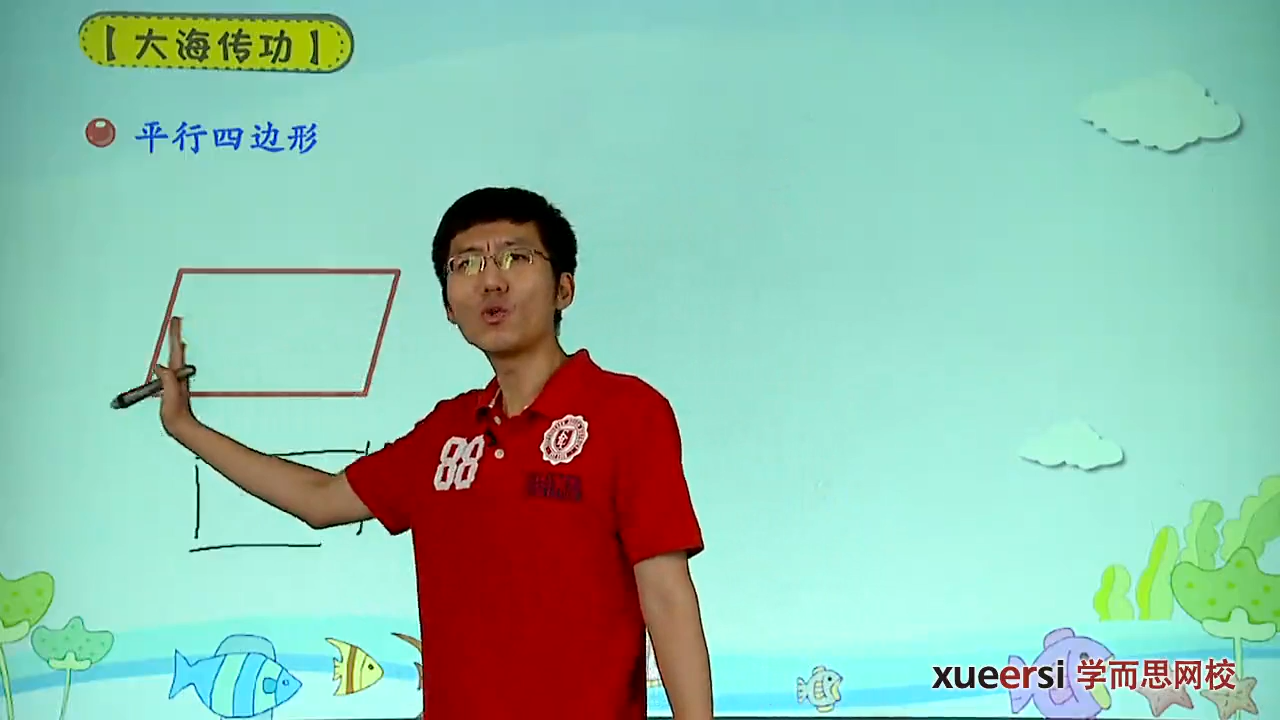 【大海传功】
平行四边形
88
xueersi 学而思网校